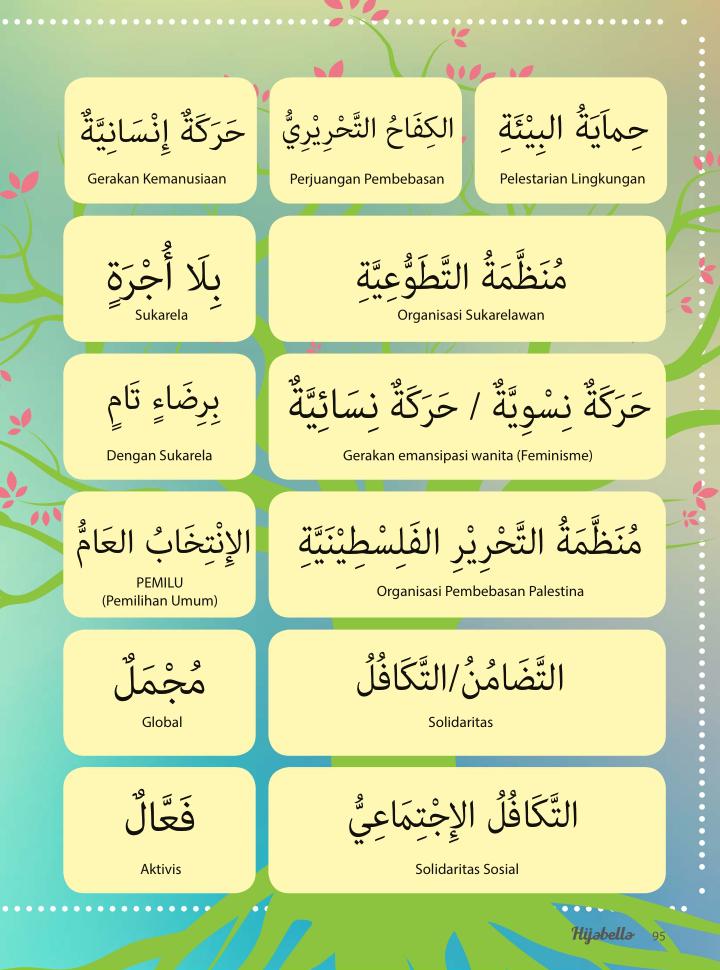 حِمَايَةُ البِيْئَةِ
Pelestarian Lingkungan
الكِفَاحُ التَّحْرِيْرِيُّ
Perjuangan Pembebasan
حَرَكَةٌ إِنْسَانِيَّةٌ
Gerakan Kemanusiaan
مُنَظَّمَةُ التَّطَوُّعِيَّةِ
Organisasi Sukarelawan
بِلَا أُجْرَةٍ
Sukarela
حَرَكَةٌ نِسْوِيَّةٌ / حَرَكَةٌ نِسَائِيَّةٌ
Gerakan emansipasi wanita (Feminisme)
بِرِضَاءٍ تَامٍ
Dengan Sukarela
مُنَظَّمَةُ التَّحْرِيْرِ الفَلِسْطِيْنَيَّةِ
Organisasi Pembebasan Palestina
الإِنْتِخَابُ العَامُّ
PEMILU
(Pemilihan Umum)
التَّضَامُنُ/التَّكَافُلُ
Solidaritas
مُجْمَلٌ
Global
التَّكَافُلُ الإِجْتِمَاعِيُّ
Solidaritas Sosial
فَعَّالٌ
Aktivis
Hijabella 95